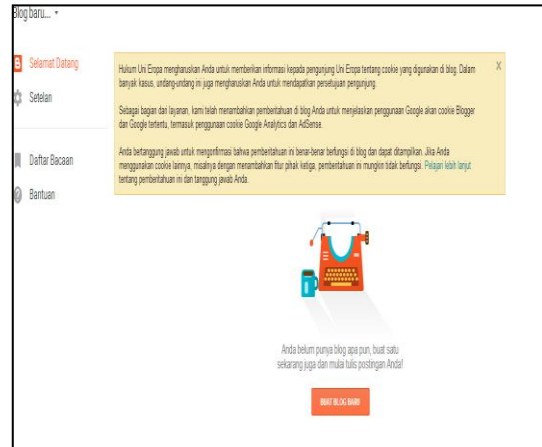 Blog baru...
Selamat Datang
Setelan
Daftar Bacaan
Bantuan
Hukum Uni Eropa mengharuskan Anda untuk memberikan informasi kepada pengunjung Uni Eropa tentang cookie yang digunakan di blog. Dalam
banyak kasus, undang-undang ini juga mengharuskan Anda untuk mendapatkan persetujuan pengunjung.
Sebagai bagian dari layanan, kami telah menambahkan pemberitahuan di blog Anda untuk menjelaskan penggunaan Google akan cookie Blogger
dan Google tertentu, termasuk penggunaan cookie Google Analytics dan AdSense.
Anda bertanggung jawab untuk mengonfirmasi bahwa pemberitahuan ini benar-benar berfungsi di blog dan dapat ditampilkan. Jika Anda
menggunakan cookie lainnya, misalnya dengan menambahkan fitur pihak ketiga, pemberitahuan ini mungkin tidak berfungsi. Pelajari lebih lanjut
tentang pemberitahuan ini dan tanggung jawab Anda.
X
Anda belum punya blog apa pun, buat satu
sekarang juga dan mulai tulis postingan Anda!
BUAT BLOG BARU